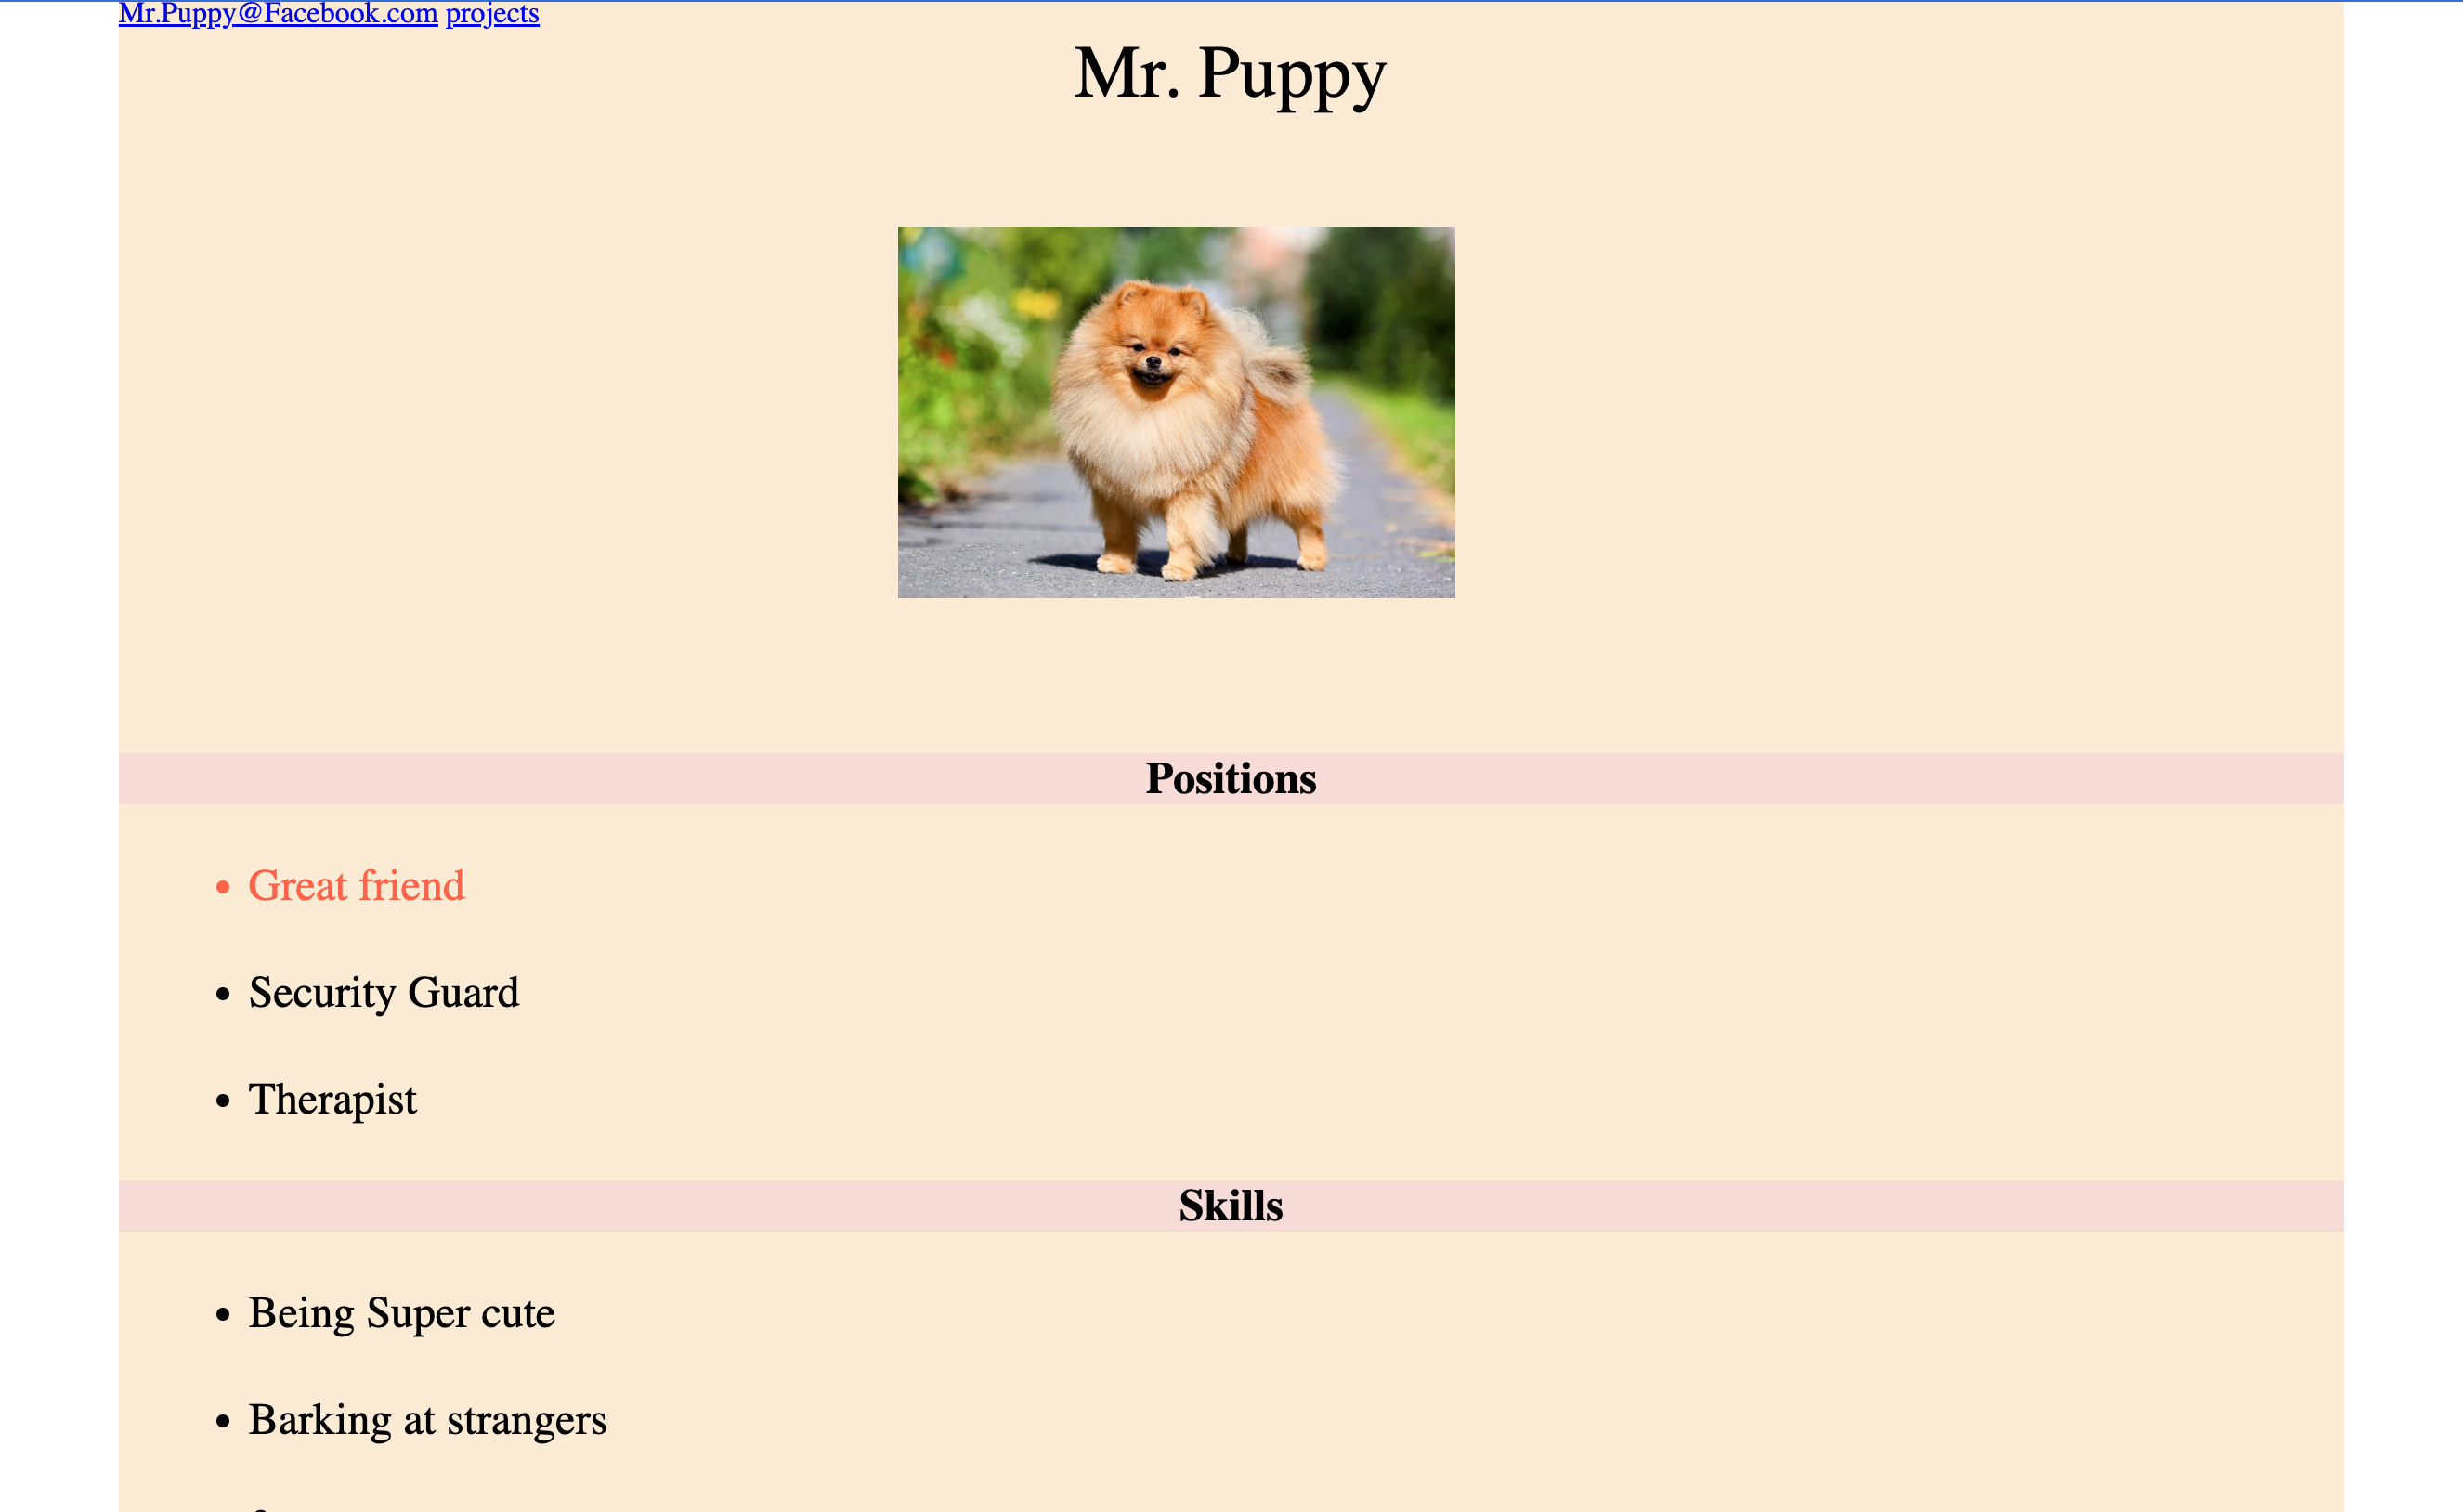 Mr.Puppy@Facebook.com projects
Mr. Puppy
Positions
Great friend
Security Guard
Therapist
Skills
Being Super cute
Barking at strangers